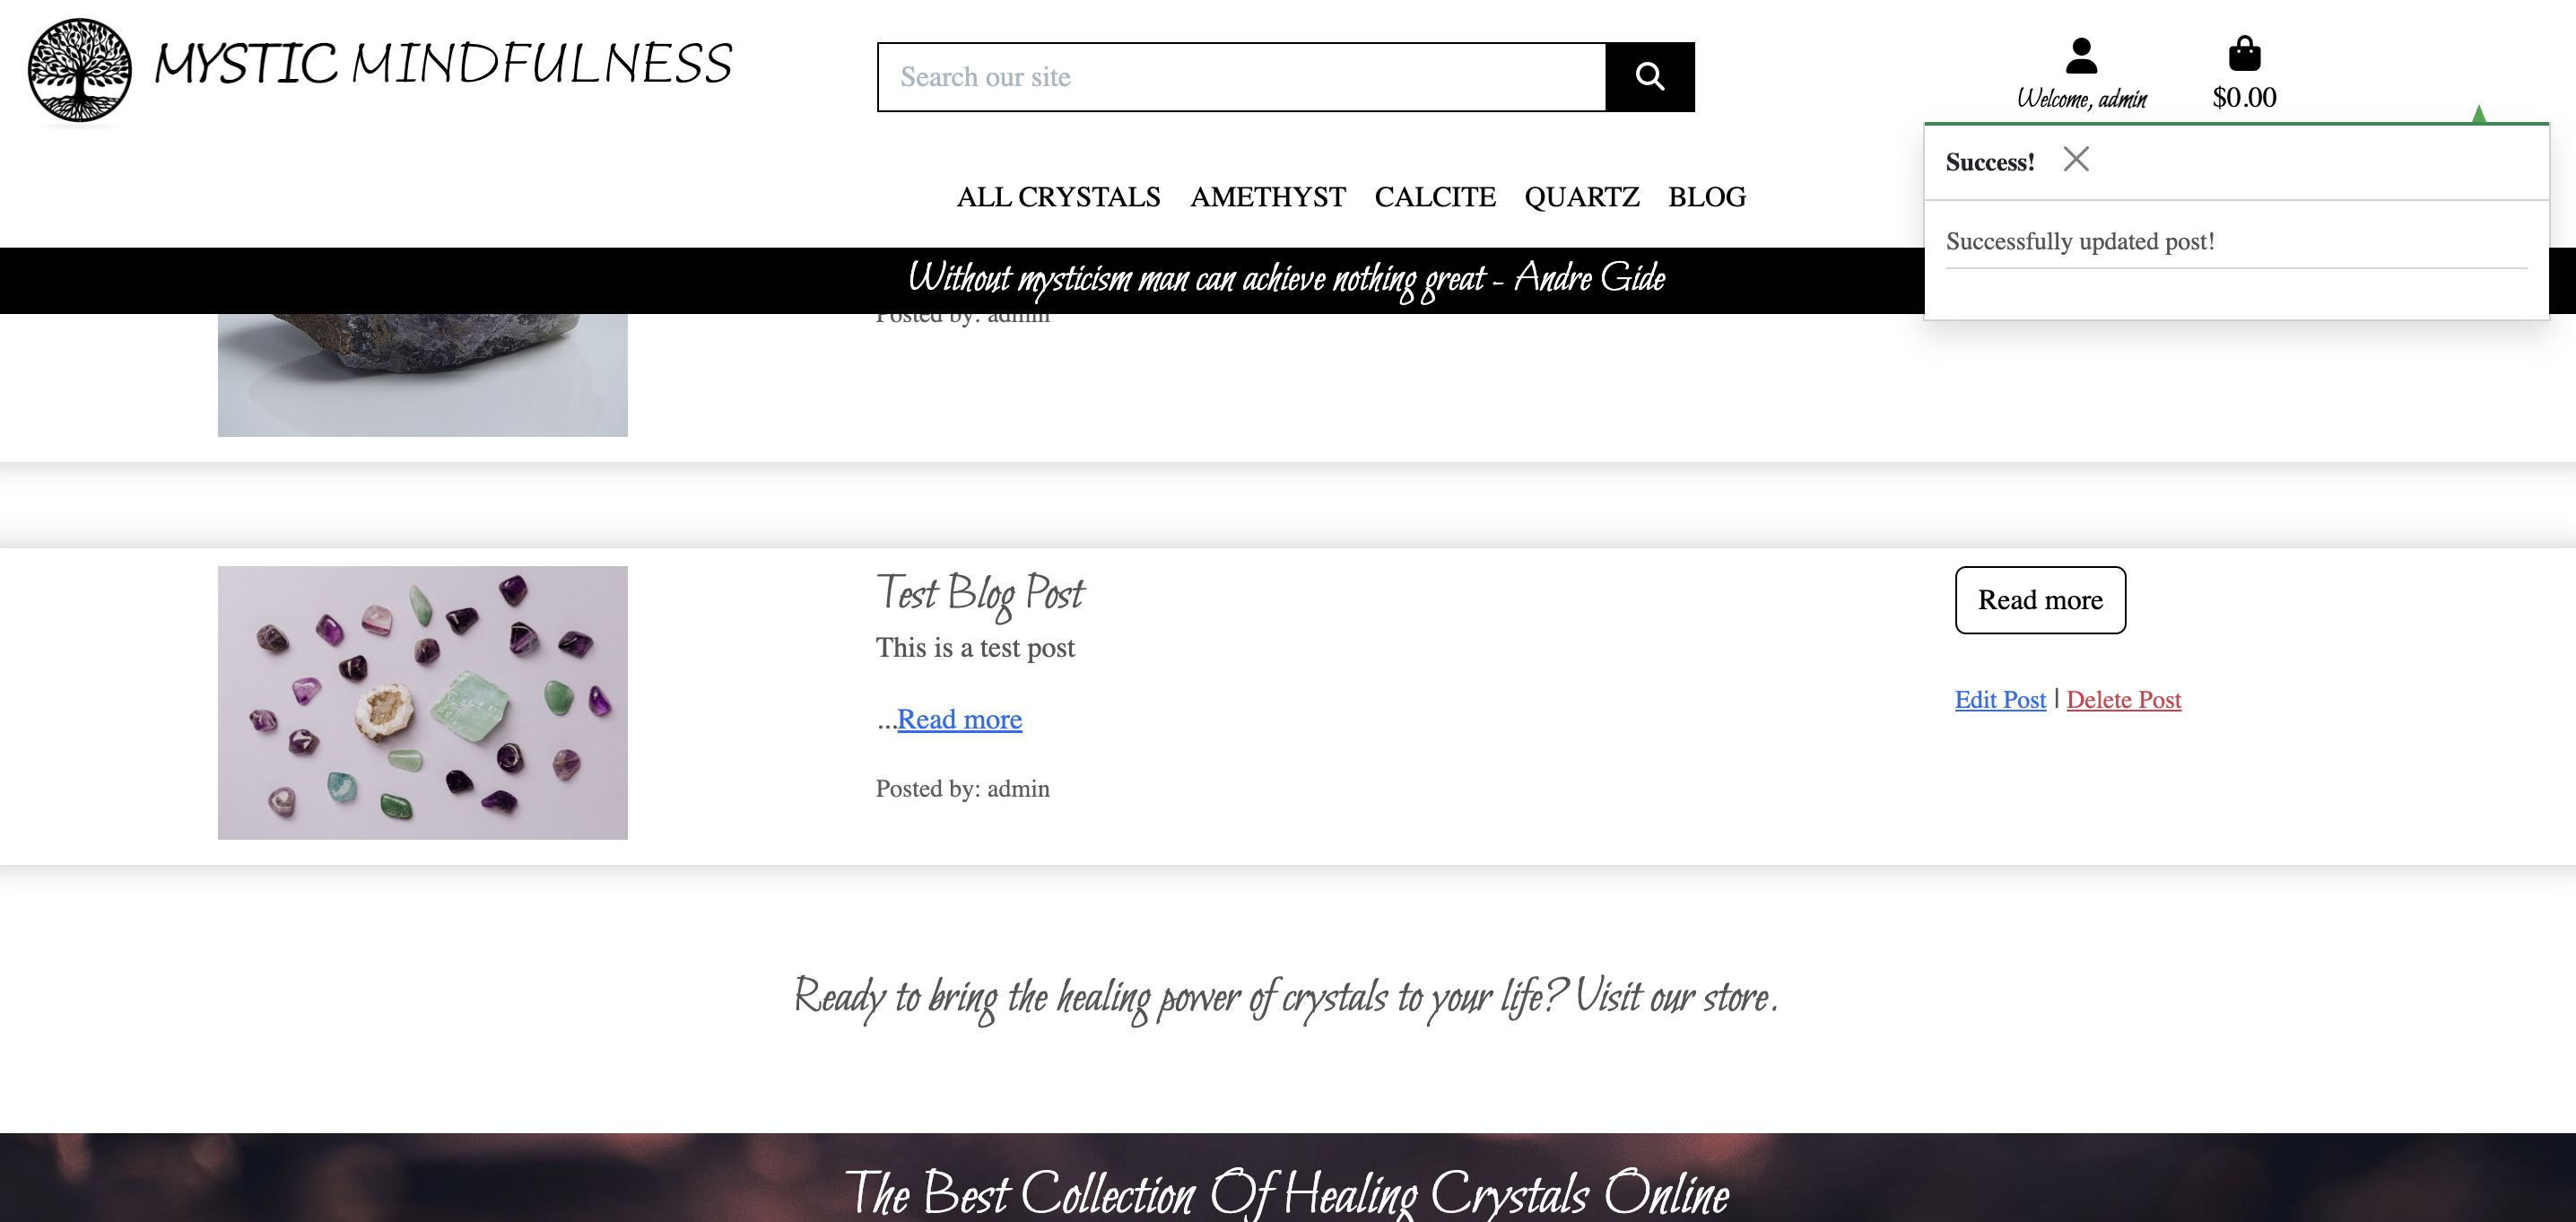 MYSTIC MINDFULNESS
Search our site
Welcome, admin
$0.00
Success!
Successfully updated post!
ALL CRYSTALS AMETHYST CALCITE QUARTZ BLOG
Without mysticism man can achieve nothing great - Andre Gide
Posted by: admin
Test Blog Post
This is a test post
...Read more
Posted by: admin
Read more
Edit Post | Delete Post
Ready to bring the healing power of crystals to your life? Visit our store.
The Best Collection Of Healing Crystals Online